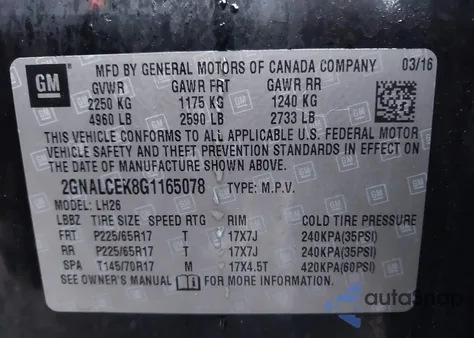 GM
MFD BY GENERAL MOTORS OF CANADA COMPANY 03/16
GVWR GAWR FRT GAWR RR
2250 KG 1175 KG 1240 KG
4960 LB 2590 LB 2733 LB
THIS VEHICLE CONFORMS TO ALL APPLICABLE U.S. FEDERAL MOTOR
VEHICLE SAFETY AND THEFT PREVENTION STANDARDS IN EFFECT ON THE
DATE OF MANUFACTURE SHOWN ABOVE.
2GNALCEK8G1165078 TYPE: M.P.V.
MODEL: LH26
LBBZ TIRE SIZE SPEED RTG RIM COLD TIRE PRESSURE
FRT P225/65R17 T 17X7J 240KPA(35PSI)
RR P225/65R17 T 17X7J 240KPA(35PSI)
SPA T145/70R17 M 17X4.5T 420KPA(60PSI)
SEE OWNER'S MANUAL FOR MORE INFORMATION.
auto3nap